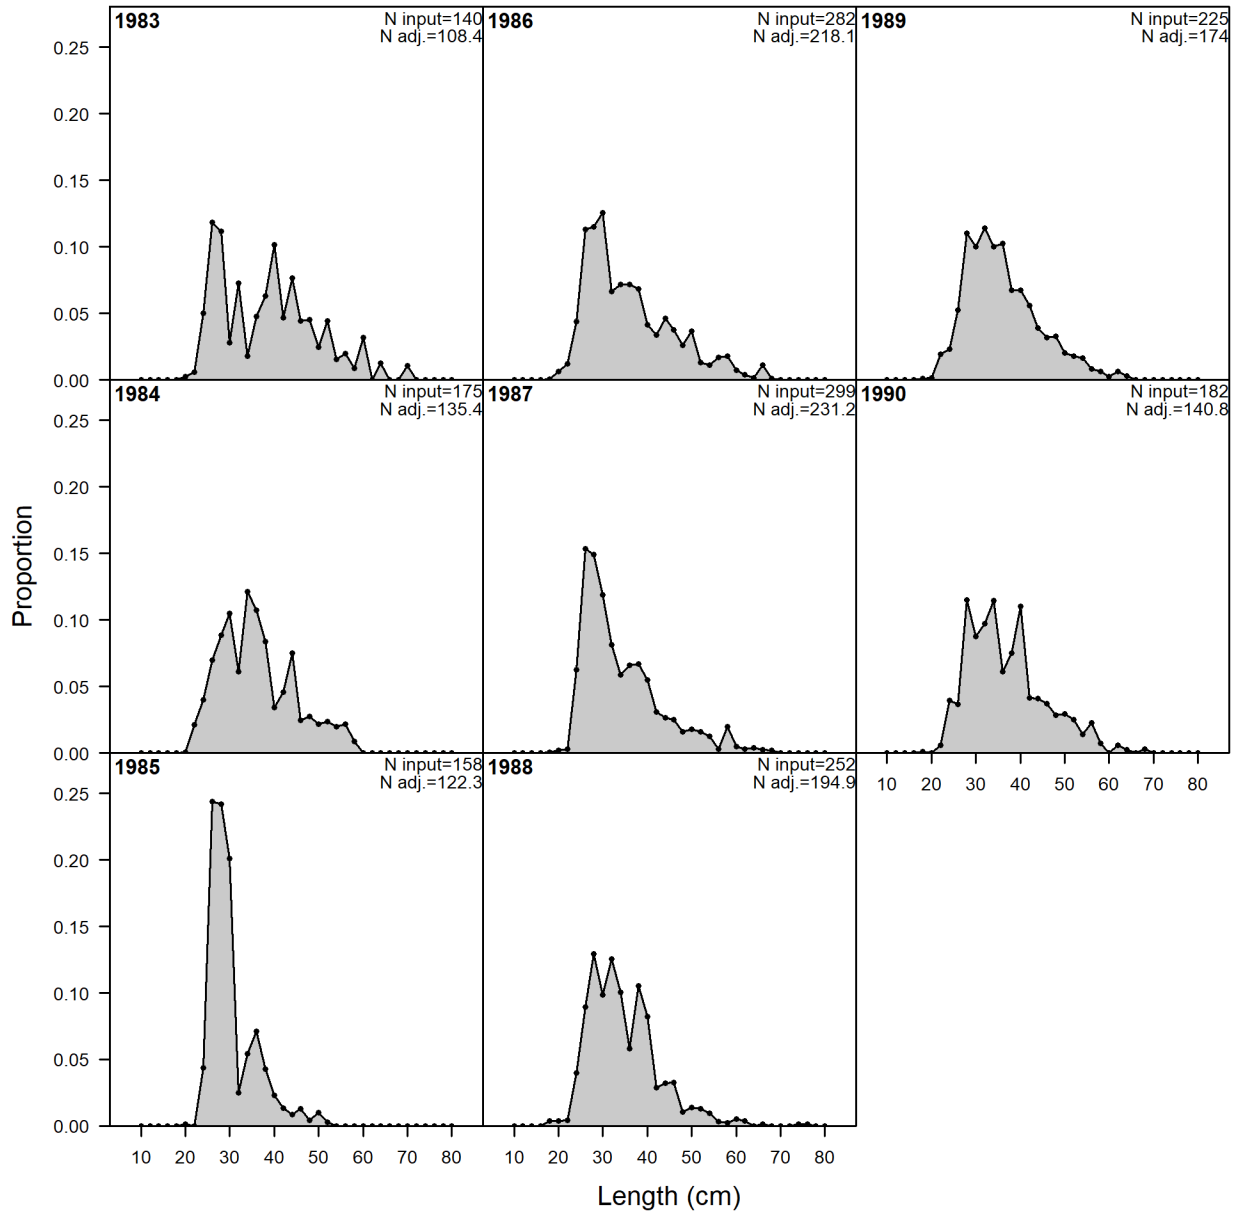 1983
N input=140
N adj.=108.4
1986
N input=282
N adj.=218.1
1989
N input=225
N adj.=174
0.25
0.20
0.15
0.10
0.05
0.00
1984
N input=175
N adj.=135.4
1987
N input=299
N adj.=231.2
1990
N input=182
N adj.=140.8
0.25
0.20
0.15
0.10
0.05
0.00
10 20 30 40 50 60 70 80
Proportion
1985
N input=158
N adj.=122.3
1988
N input=252
N adj.=194.9
0.25
0.20
0.15
0.10
0.05
0.00
10 20 30 40 50 60 70 80
10 20 30 40 50 60 70 80
Length (cm)